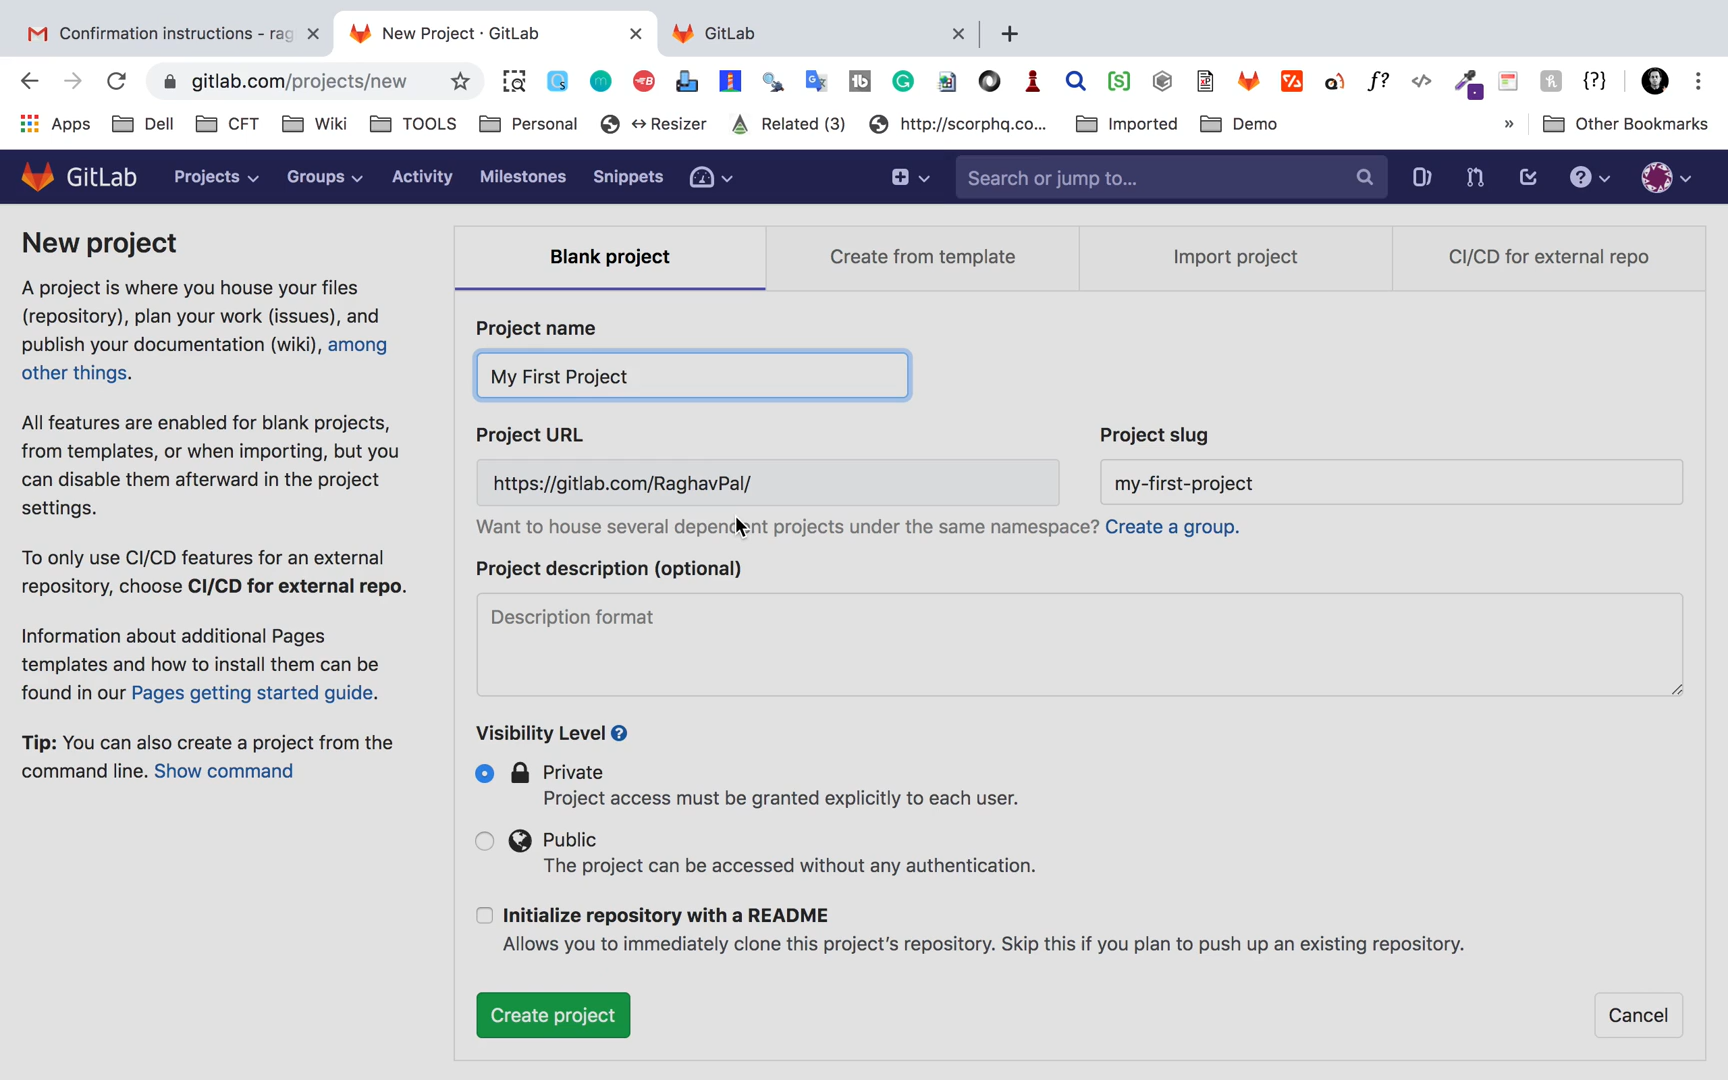 Confirmation instructions - rag
New Project · GitLab
GitLab
gitlab.com/projects/new
Apps
Dell
CFT
Wiki
TOOLS
Personal
↔Resizer
Related (3)
http://scorphq.co...
Imported
Demo
»
Other Bookmarks
GitLab
Projects
Groups
Activity
Milestones
Snippets
Search or jump to...
New project
A project is where you house your files
(repository), plan your work (issues), and
publish your documentation (wiki), among
other things.
All features are enabled for blank projects,
from templates, or when importing, but you
can disable them afterward in the project
settings.
To only use CI/CD features for an external
repository, choose CI/CD for external repo.
Information about additional Pages
templates and how to install them can be
found in our Pages getting started guide.
Tip: You can also create a project from the
command line. Show command
Blank project
Create from template
Import project
CI/CD for external repo
Project name
My First Project
Project URL
https://gitlab.com/RaghavPal/
Project slug
my-first-project
Want to house several dependent projects under the same namespace? Create a group.
Project description (optional)
Description format
Visibility Level
Private
Project access must be granted explicitly to each user.
Public
The project can be accessed without any authentication.
Initialize repository with a README
Allows you to immediately clone this project's repository. Skip this if you plan to push up an existing repository.
Create project
Cancel